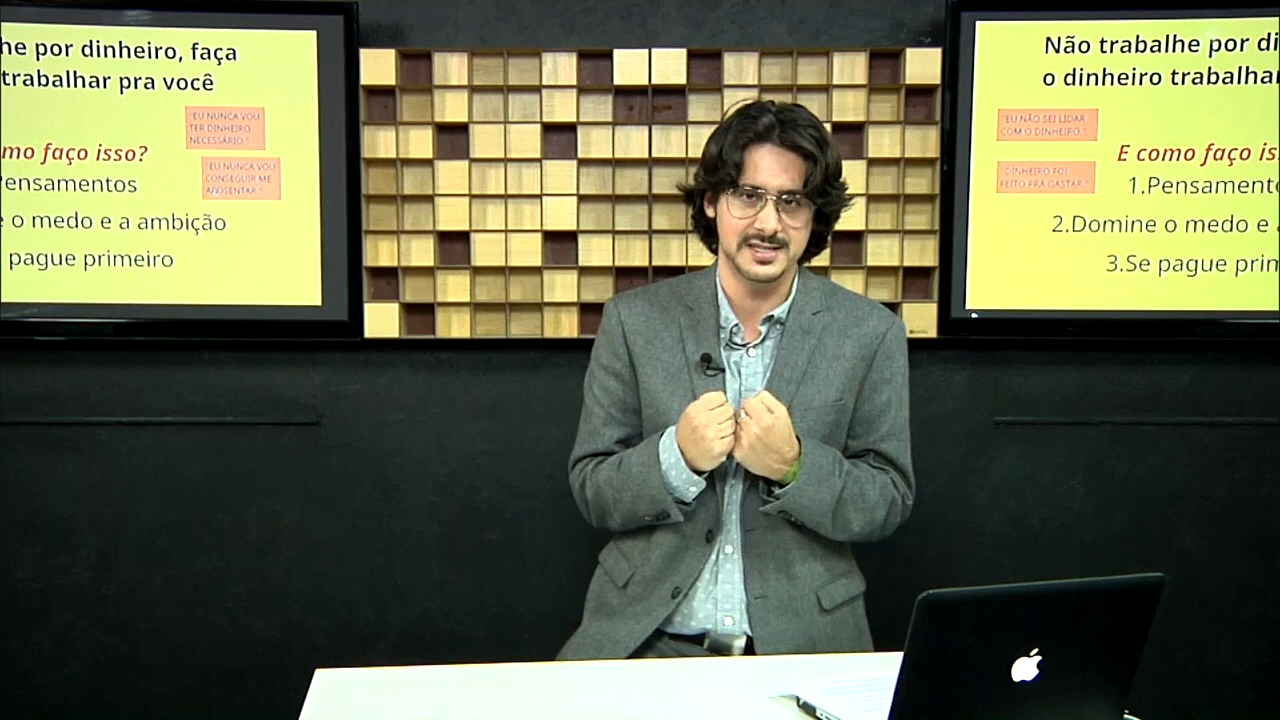 he por dinheiro, faça
trabalhar pra você
"EU NUNCA VOU
TER DINHEIRO
NECESSÁRIO."
mo faço isso?
"EU NUNCA VOU
CONSEGUIR ME
APOSENTAR."
Pensamentos
e o medo e a ambição
pague primeiro
Não trabalhe por di
o dinheiro trabalhar
"EU NÃO SEI LIDAR
COM O DINHEIRO."
E como faço is
"DINHEIRO FOI
FEITO PRA GASTAR."
1.Pensamento
2.Domine o medo e a
3.Se pague prim